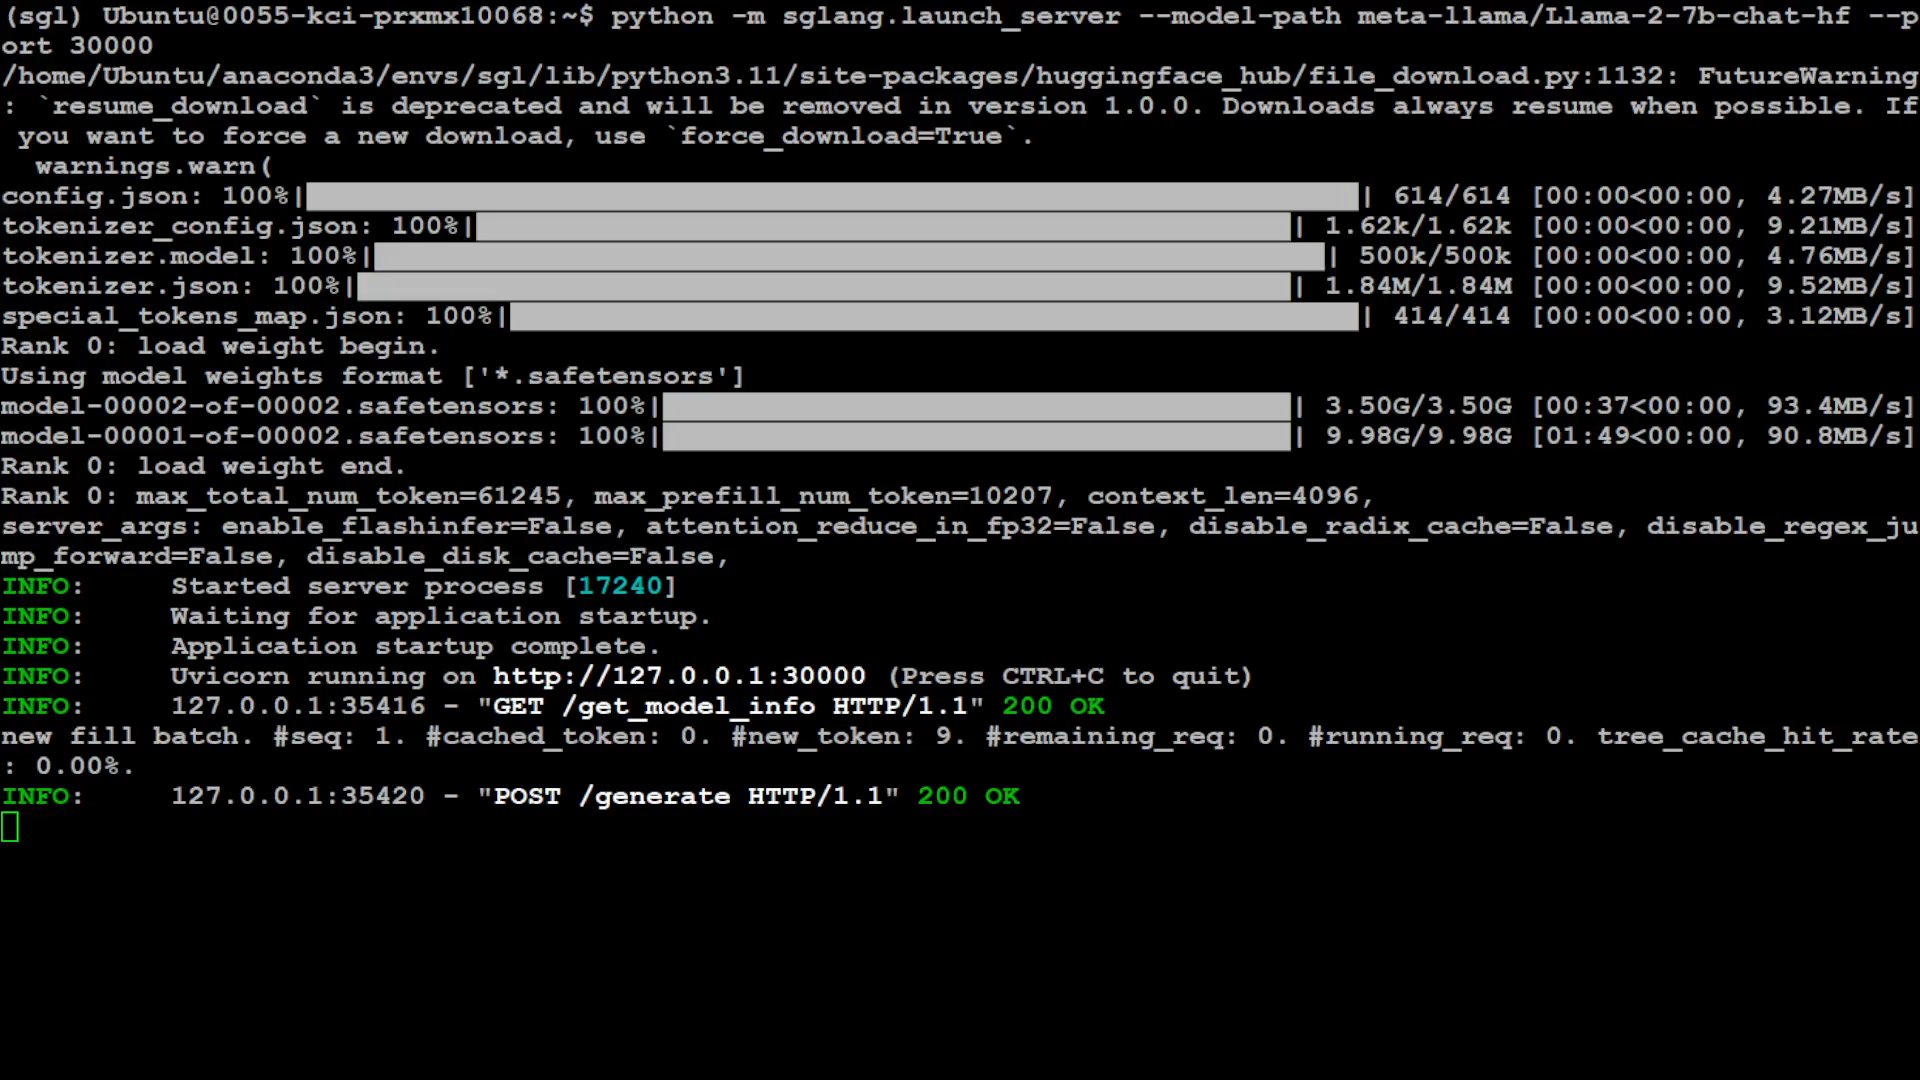 (sgl) Ubuntu@0055-kci-prxmx10068:~$ python -m sglang.launch_server --model-path meta-llama/Llama-2-7b-chat-hf --p
ort 30000
/home/Ubuntu/anaconda3/envs/sgl/lib/python3.11/site-packages/huggingface_hub/file_download.py:1132: FutureWarning
: `resume_download` is deprecated and will be removed in version 1.0.0. Downloads always resume when possible. If
 you want to force a new download, use `force_download=True`.
  warnings.warn(
config.json: 100%|| 614/614 [00:00<00:00, 4.27MB/s]
tokenizer_config.json: 100%|| 1.62k/1.62k [00:00<00:00, 9.21MB/s]
tokenizer.model: 100%|| 500k/500k [00:00<00:00, 4.76MB/s]
tokenizer.json: 100%|| 1.84M/1.84M [00:00<00:00, 9.52MB/s]
special_tokens_map.json: 100%|| 414/414 [00:00<00:00, 3.12MB/s]
Rank 0: load weight begin.
Using model weights format ['*.safetensors']
model-00002-of-00002.safetensors: 100%|| 3.50G/3.50G [00:37<00:00, 93.4MB/s]
model-00001-of-00002.safetensors: 100%|| 9.98G/9.98G [01:49<00:00, 90.8MB/s]
Rank 0: load weight end.
Rank 0: max_total_num_token=61245, max_prefill_num_token=10207, context_len=4096,
server_args: enable_flashinfer=False, attention_reduce_in_fp32=False, disable_radix_cache=False, disable_regex_ju
mp_forward=False, disable_disk_cache=False,
INFO:     Started server process [17240]
INFO:     Waiting for application startup.
INFO:     Application startup complete.
INFO:     Uvicorn running on http://127.0.0.1:30000 (Press CTRL+C to quit)
INFO:     127.0.0.1:35416 - "GET /get_model_info HTTP/1.1" 200 OK
new fill batch. #seq: 1. #cached_token: 0. #new_token: 9. #remaining_req: 0. #running_req: 0. tree_cache_hit_rate
: 0.00%.
INFO:     127.0.0.1:35420 - "POST /generate HTTP/1.1" 200 OK